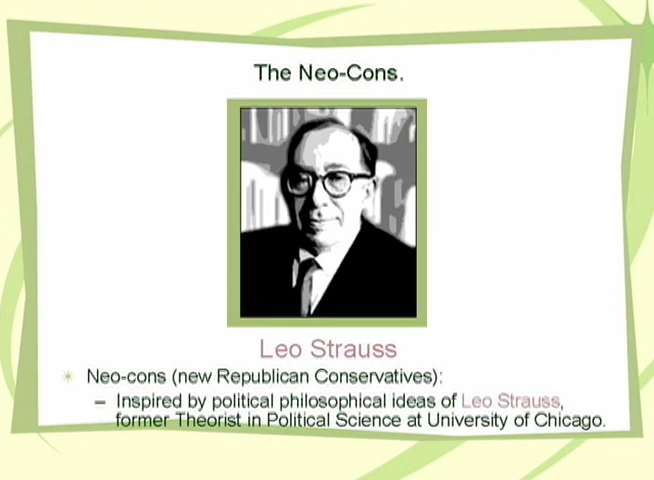 The Neo-Cons.
Leo Strauss
Neo-cons (new Republican Conservatives):
– Inspired by political philosophical ideas of Leo Strauss,
former Theorist in Political Science at University of Chicago.